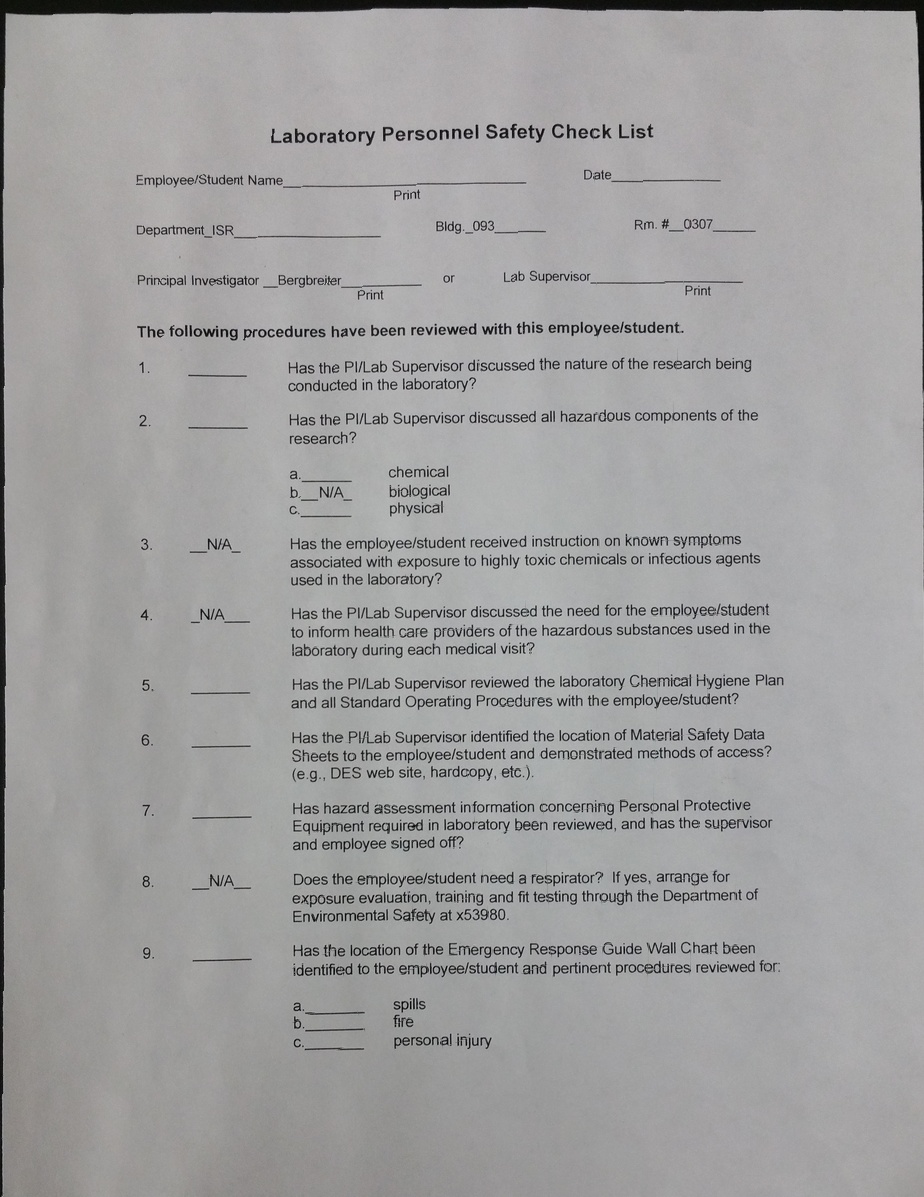 Laboratory Personnel Safety Check List
Employee/Student Name____________________________ Date_____________
Print
Department_ISR_________________ Bldg._093______ Rm. #__0307_____
Principal Investigator __Bergbreiter_________ or Lab Supervisor__________________
Print Print
The following procedures have been reviewed with this employee/student.
1. _______ Has the PI/Lab Supervisor discussed the nature of the research being
conducted in the laboratory?
2. _______ Has the PI/Lab Supervisor discussed all hazardous components of the
research?
a.______ chemical
b.__N/A_ biological
c.______ physical
3. __N/A_ Has the employee/student received instruction on known symptoms
associated with exposure to highly toxic chemicals or infectious agents
used in the laboratory?
4. _N/A___ Has the PI/Lab Supervisor discussed the need for the employee/student
to inform health care providers of the hazardous substances used in the
laboratory during each medical visit?
5. _______ Has the PI/Lab Supervisor reviewed the laboratory Chemical Hygiene Plan
and all Standard Operating Procedures with the employee/student?
6. _______ Has the PI/Lab Supervisor identified the location of Material Safety Data
Sheets to the employee/student and demonstrated methods of access?
(e.g., DES web site, hardcopy, etc.).
7. _______ Has hazard assessment information concerning Personal Protective
Equipment required in laboratory been reviewed, and has the supervisor
and employee signed off?
8. __N/A__ Does the employee/student need a respirator? If yes, arrange for
exposure evaluation, training and fit testing through the Department of
Environmental Safety at x53980.
9. _______ Has the location of the Emergency Response Guide Wall Chart been
identified to the employee/student and pertinent procedures reviewed for:
a._______ spills
b._______ fire
c._______ personal injury